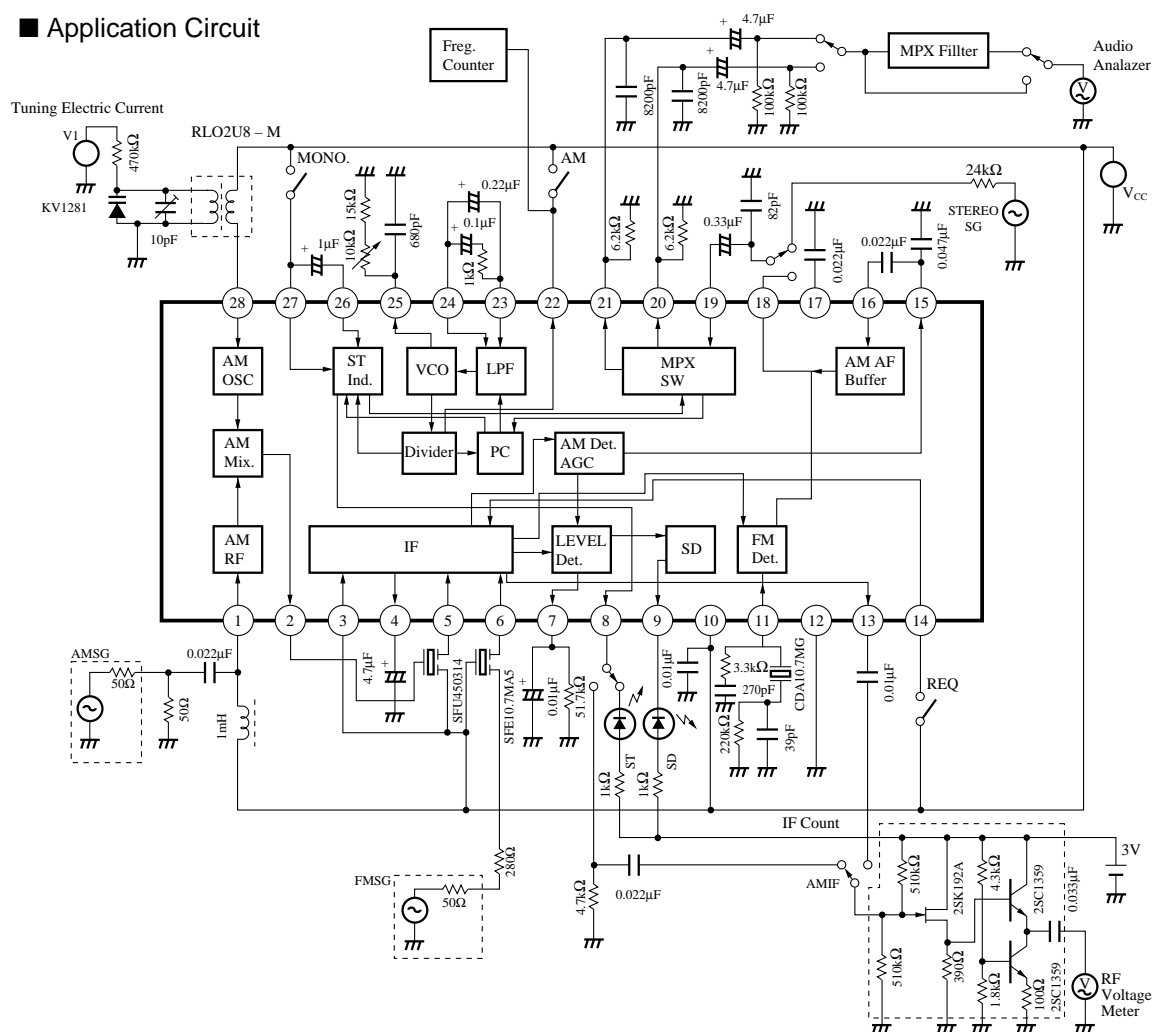 ■ Application Circuit
Freg.
Counter
4.7µF
4.7µF
8200pF
8200pF
100kΩ
100kΩ
MPX Fillter
Audio
Analazer
V
Tuning Electric Current
V1
470kΩ
RLO2U8 – M
KV1281
10pF
MONO.
1µF
15kΩ
10kΩ
680pF
0.22µF
0.1µF
1kΩ
AM
6.2kΩ
6.2kΩ
0.33µF
82pF
24kΩ
STEREO
SG
0.022µF
0.022µF
0.047µF
VCC
28 27 26 25 24 23 22 21 20 19 18 17 16 15
AM
OSC
ST
Ind.
VCO
LPF
MPX
SW
AM AF
Buffer
AM
Mix.
Divider
PC
AM Det.
AGC
AM
RF
IF
LEVEL
Det.
SD
FM
Det.
1 2 3 4 5 6 7 8 9 10 11 12 13 14
AMSG
50Ω
50Ω
0.022µF
1mH
4.7µF
SFU450314
SFE10.7MA5
0.01µF
51.7kΩ
ST
SD
1kΩ
1kΩ
0.01µF
3.3kΩ
270pF
220kΩ
39pF
CDA10.7MG
0.01µF
REQ
IF Count
FMSG
50Ω
280Ω
4.7kΩ
0.022µF
AMIF
510kΩ
510kΩ
2SK192A
390Ω
4.3kΩ
1.8kΩ
2SC1359
2SC1359
100Ω
0.033µF
3V
V
RF
Voltage
Meter